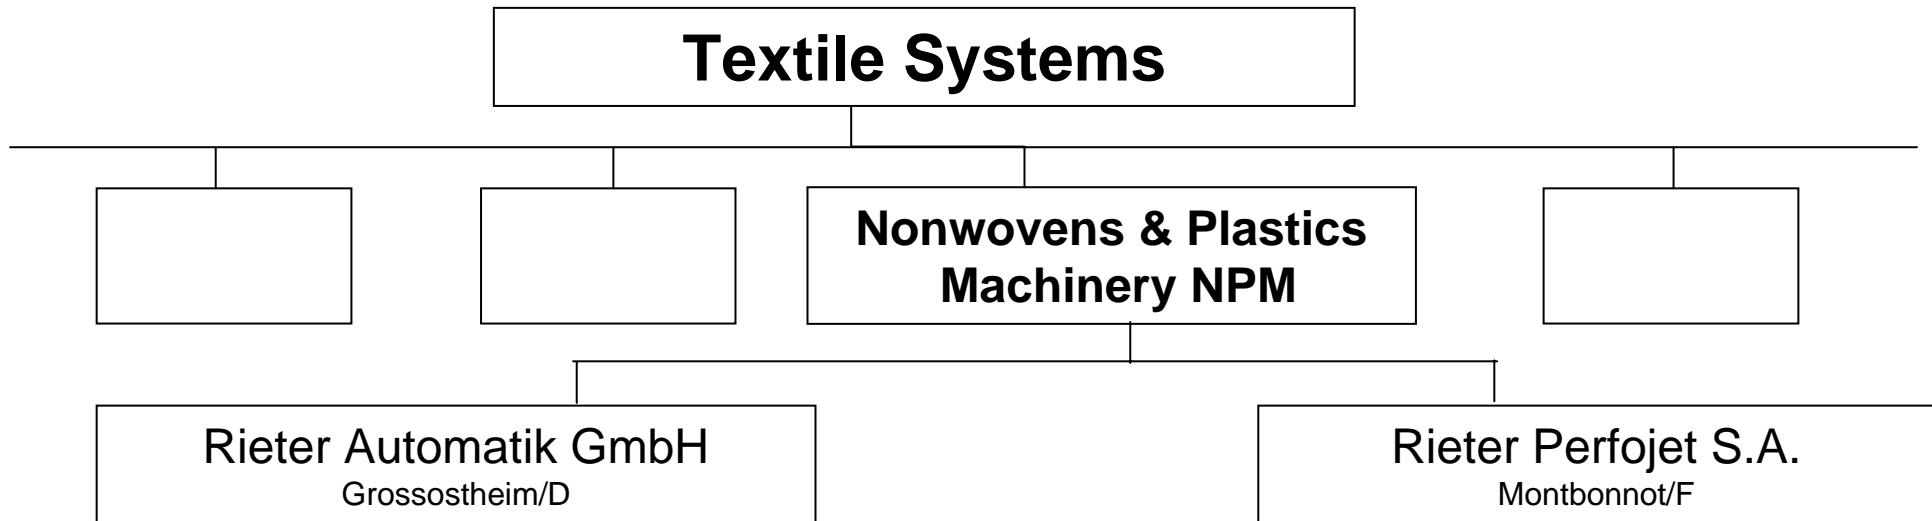 Textile Systems
Nonwovens & Plastics
Machinery NPM
Rieter Automatik GmbH
Grossostheim/D
Rieter Perfojet S.A.
Montbonnot/F